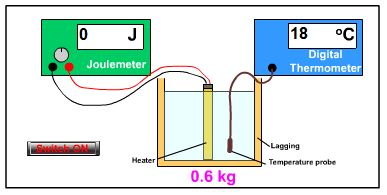 0 J
Joulemeter
18 °C
Digital
Thermometer
Switch ON
Lagging
Heater
Temperature probe
0.6 kg